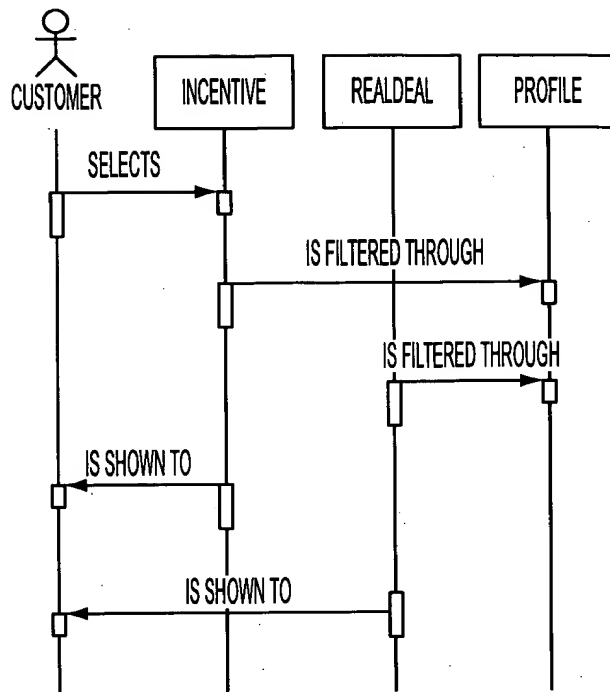 CUSTOMER
INCENTIVE
REALDEAL
PROFILE
SELECTS
IS FILTERED THROUGH
IS FILTERED THROUGH
IS SHOWN TO
IS SHOWN TO